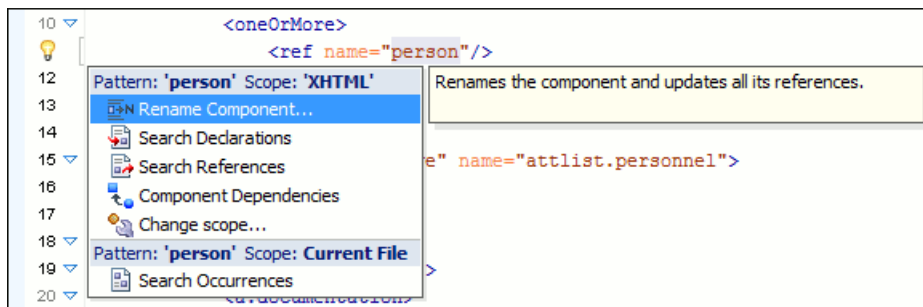 10 <oneOrMore>
<ref name="person"/>
12 Pattern: 'person' Scope: 'XHTML' Renames the component and updates all its references.
13 Rename Component...
14 Search Declarations
15 Search References e" name="attlist.personnel">
16 Component Dependencies
17 Change scope...
18 Pattern: 'person' Scope: Current File
19 Search Occurrences >
20 <a:documentation>